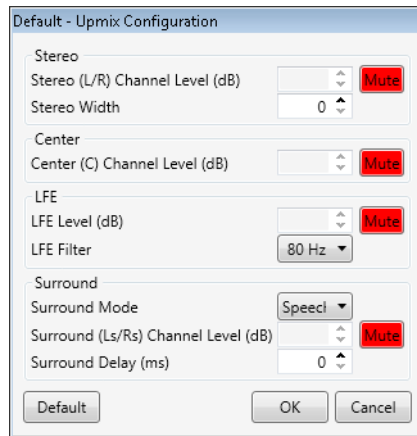 Default - Upmix Configuration
Stereo
Stereo (L/R) Channel Level (dB) Mute
Stereo Width 0
Center
Center (C) Channel Level (dB) Mute
LFE
LFE Level (dB) Mute
LFE Filter 80 Hz
Surround
Surround Mode Speecl
Surround (Ls/Rs) Channel Level (dB) Mute
Surround Delay (ms) 0
Default OK Cancel